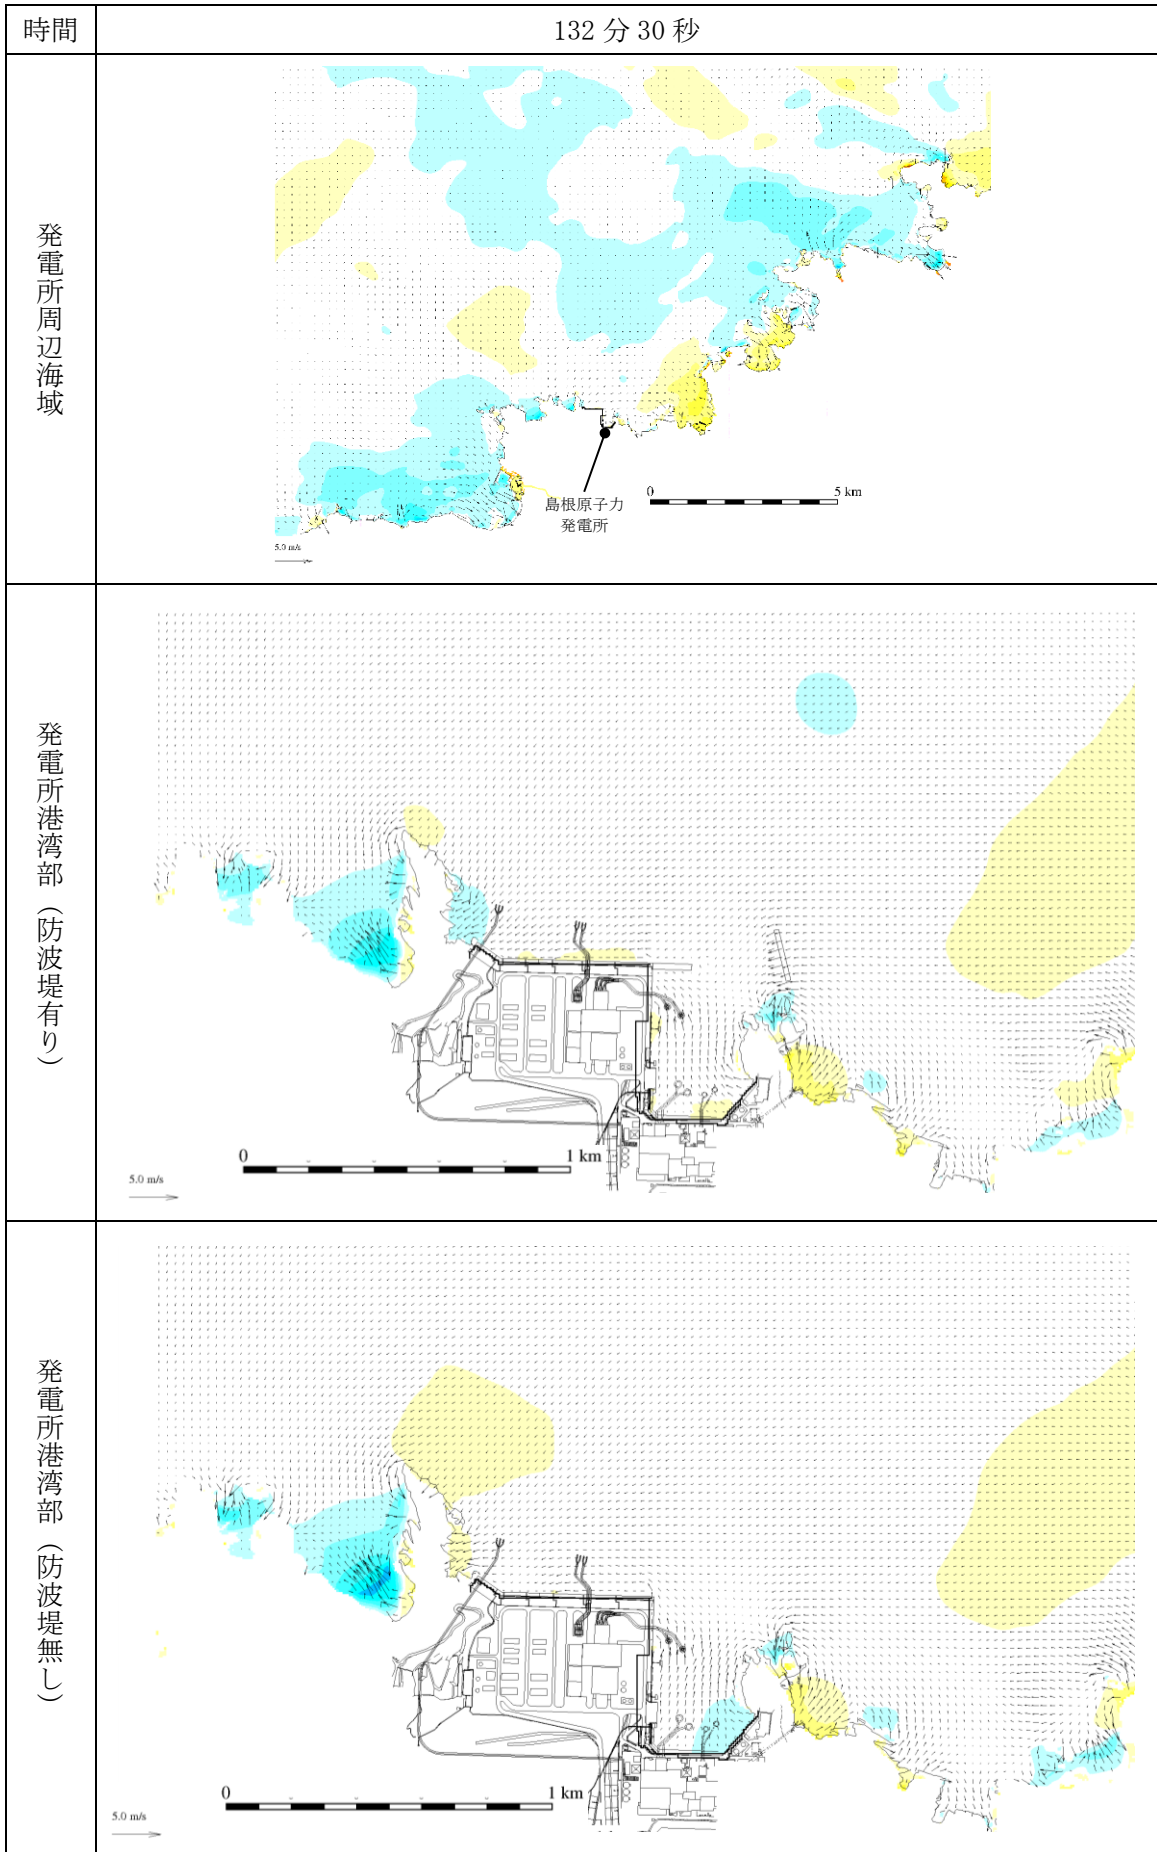 時間
132 分 30 秒
発電所周辺海域
島根原子力
発電所
0 5 km
5.0 m/s
発電所港湾部（防波堤有り）
0 1 km
5.0 m/s
発電所港湾部（防波堤無し）
0 1 km
5.0 m/s